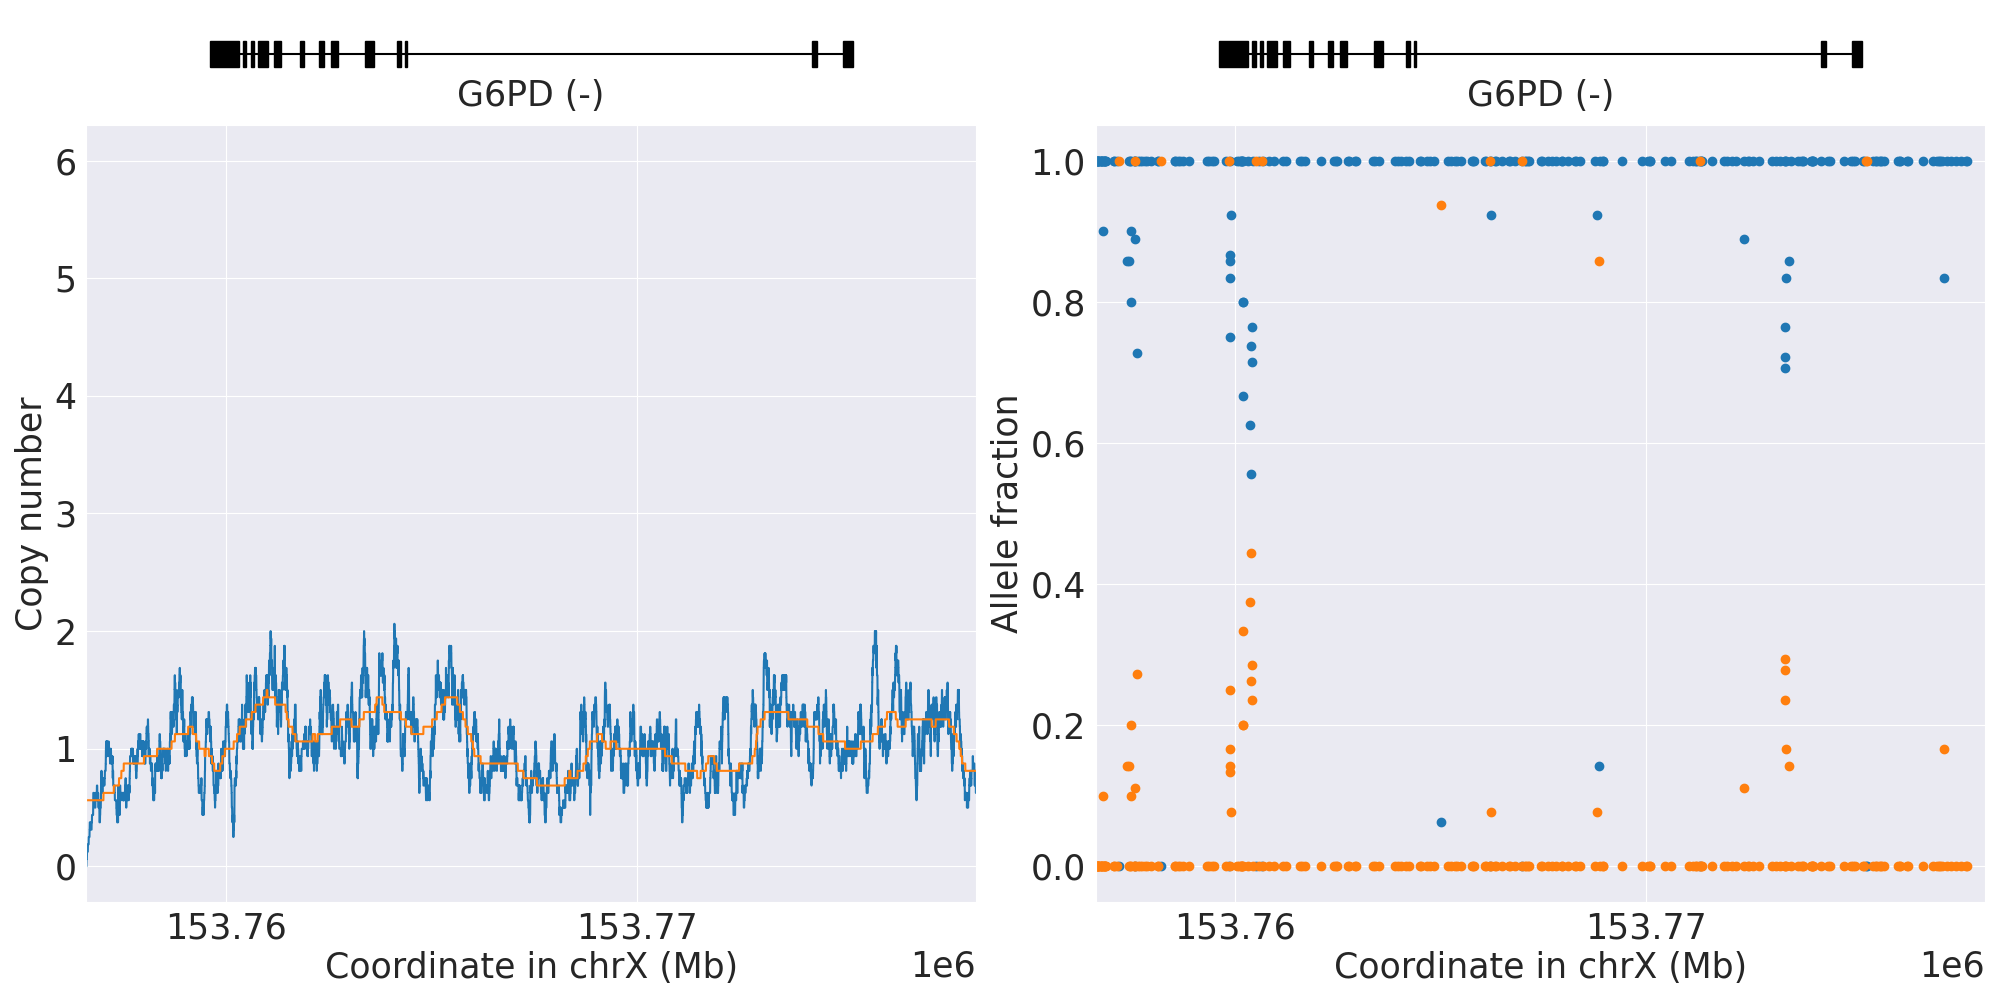 G6PD (-)
6
5
4
3
2
1
0
Copy number
153.76
153.77
Coordinate in chrX (Mb)
1e6
G6PD (-)
1.0
0.8
0.6
0.4
0.2
0.0
Allele fraction
153.76
153.77
Coordinate in chrX (Mb)
1e6